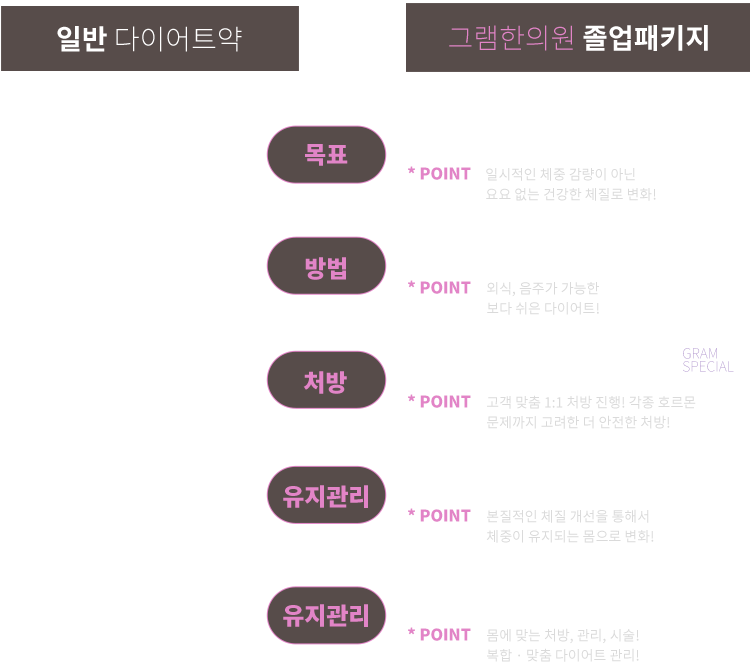 일반 다이어트약
그램한의원 졸업패키지
목표
* POINT 일시적인 체중 감량이 아닌
요요 없는 건강한 체질로 변화!
방법
* POINT 외식, 음주가 가능한
보다 쉬운 다이어트!
GRAM
SPECIAL
처방
* POINT 고객 맞춤 1:1 처방 진행! 각종 호르몬
문제까지 고려한 더 안전한 처방!
유지관리
* POINT 본질적인 체질 개선을 통해서
체중이 유지되는 몸으로 변화!
유지관리
* POINT 몸에 맞는 처방, 관리, 시술!
복합 · 맞춤 다이어트 관리!